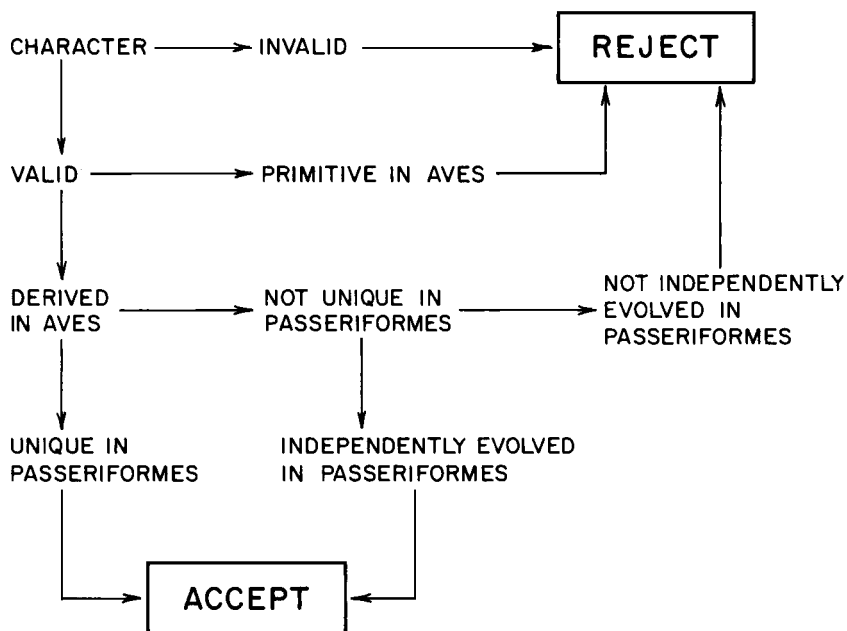 CHARACTER
INVALID
REJECT
VALID
PRIMITIVE IN AVES
DERIVED
IN AVES
NOT UNIQUE IN
PASSERIFORMES
NOT INDEPENDENTLY
EVOLVED IN
PASSERIFORMES
UNIQUE IN
PASSERIFORMES
INDEPENDENTLY EVOLVED
IN PASSERIFORMES
ACCEPT